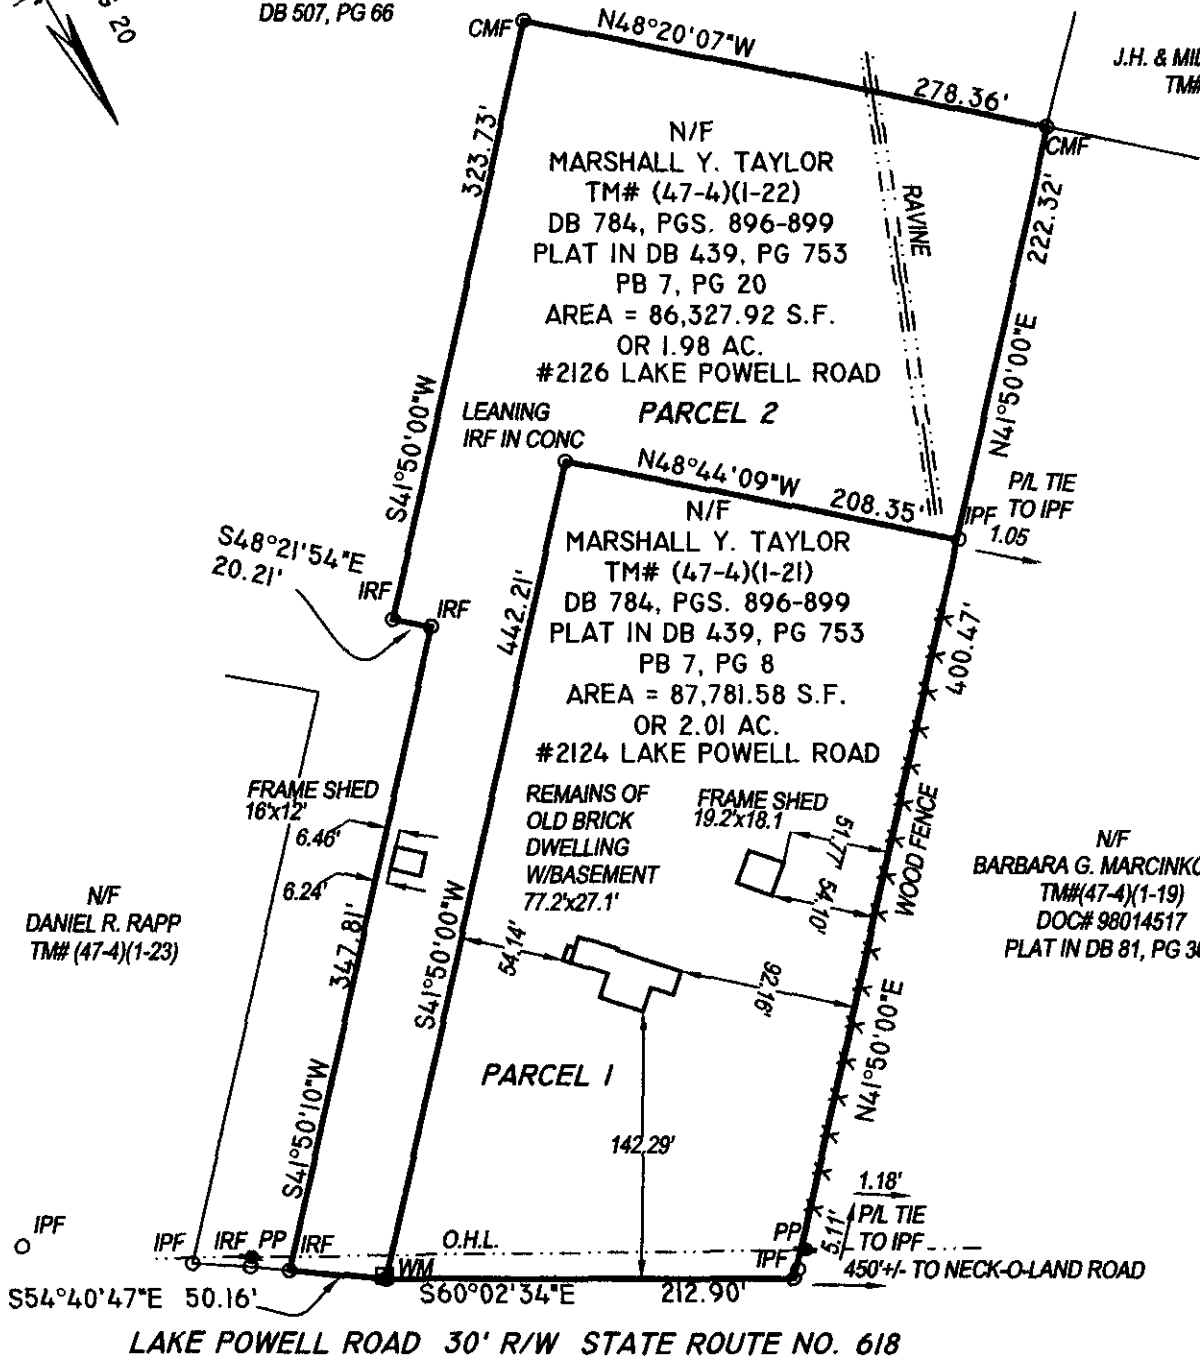 G 20
DB 507, PG 66
CMF
N48°20'07"W
278.36'
J.H. & MIL
TM#
CMF
323.73'
N/F
MARSHALL Y. TAYLOR
TM# (47-4)(1-22)
DB 784, PGS. 896-899
PLAT IN DB 439, PG 753
PB 7, PG 20
AREA = 86,327.92 S.F.
OR 1.98 AC.
#2126 LAKE POWELL ROAD
PARCEL 2
RAVINE
222.32'
N41°50'00"E
S41°50'00"W
LEANING
IRF IN CONC
N48°44'09"W
208.35'
P/L TIE
TO IPF
IPF
1.05
S48°21'54"E
20.21'
IRF
IRF
442.21'
N/F
MARSHALL Y. TAYLOR
TM# (47-4)(1-21)
DB 784, PGS. 896-899
PLAT IN DB 439, PG 753
PB 7, PG 8
AREA = 87,781.58 S.F.
OR 2.01 AC.
#2124 LAKE POWELL ROAD
400.47'
FRAME SHED
16'x12'
6.46'
6.24'
REMAINS OF
OLD BRICK
DWELLING
W/BASEMENT
77.2'x27.1'
FRAME SHED
19.2'x18.1
51.77'
54.10'
WOOD FENCE
N/F
DANIEL R. RAPP
TM# (47-4)(1-23)
N/F
BARBARA G. MARCINKO
TM#(47-4)(1-19)
DOC# 98014517
PLAT IN DB 81, PG 30
347.81'
S41°50'00"W
54.14'
92.16'
N41°50'00"E
PARCEL 1
S41°50'10"W
142.29'
1.18'
5.11'
P/L TIE
TO IPF
450'+/- TO NECK-O-LAND ROAD
IPF
IPF
IRF
PP
IRF
O.H.L.
WM
PP
IPF
S54°40'47"E 50.16'
S60°02'34"E
212.90'
LAKE POWELL ROAD 30' R/W STATE ROUTE NO. 618